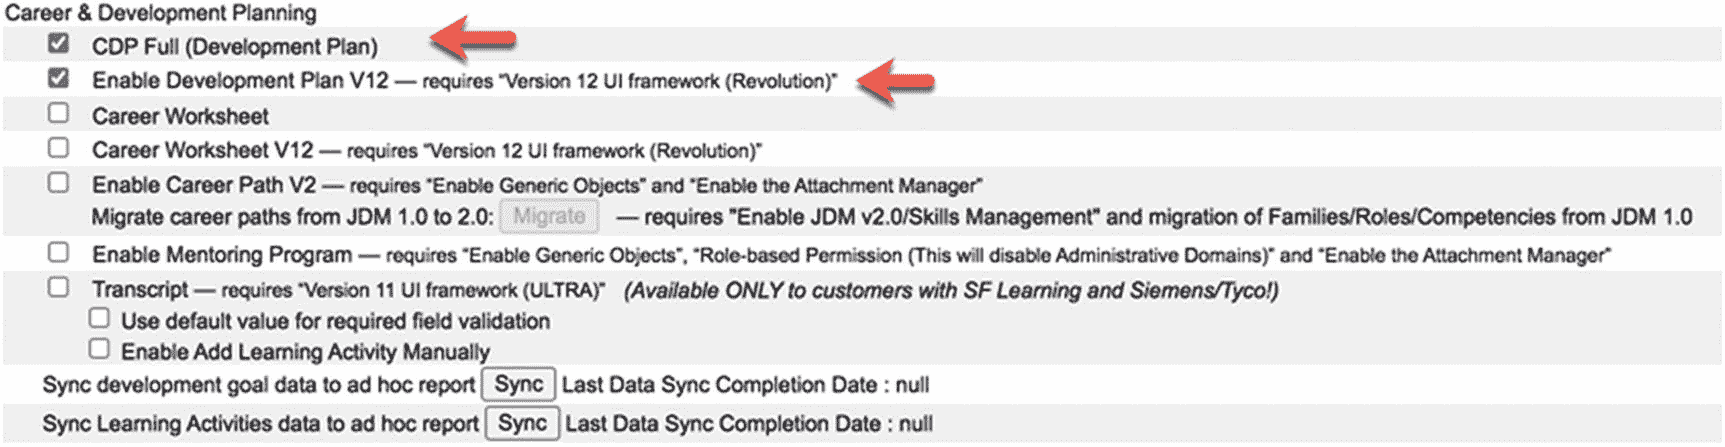 Career & Development Planning
CDP Full (Development Plan)
Enable Development Plan V12 — requires "Version 12 UI framework (Revolution)"
Career Worksheet
Career Worksheet V12 — requires "Version 12 UI framework (Revolution)"
Enable Career Path V2 — requires "Enable Generic Objects" and "Enable the Attachment Manager"
Migrate career paths from JDM 1.0 to 2.0: Migrate — requires "Enable JDM v2.0/Skills Management" and migration of Families/Roles/Competencies from JDM 1.0
Enable Mentoring Program — requires "Enable Generic Objects", "Role-based Permission (This will disable Administrative Domains)" and "Enable the Attachment Manager"
Transcript — requires "Version 11 UI framework (ULTRA)" (Available ONLY to customers with SF Learning and Siemens/Tyco!)
Use default value for required field validation
Enable Add Learning Activity Manually
Sync development goal data to ad hoc report Sync Last Data Sync Completion Date : null
Sync Learning Activities data to ad hoc report Sync Last Data Sync Completion Date : null